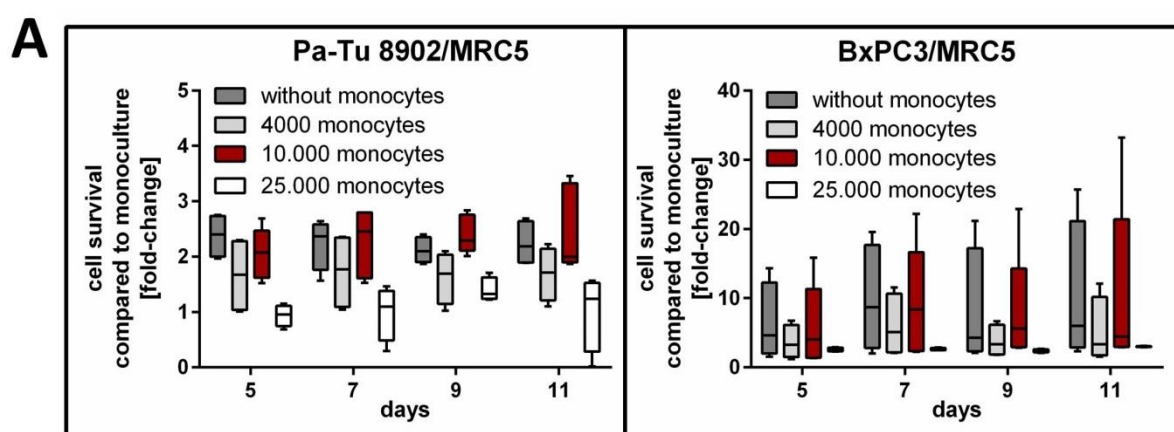 A
Pa-Tu 8902/MRC5
cell survival
compared to monoculture
[fold-change]
5
4
3
2
1
0
without monocytes
4000 monocytes
10.000 monocytes
25.000 monocytes
5 7 9 11
days
BxPC3/MRC5
cell survival
compared to monoculture
[fold-change]
40
30
20
10
0
without monocytes
4000 monocytes
10.000 monocytes
25.000 monocytes
5 7 9 11
days